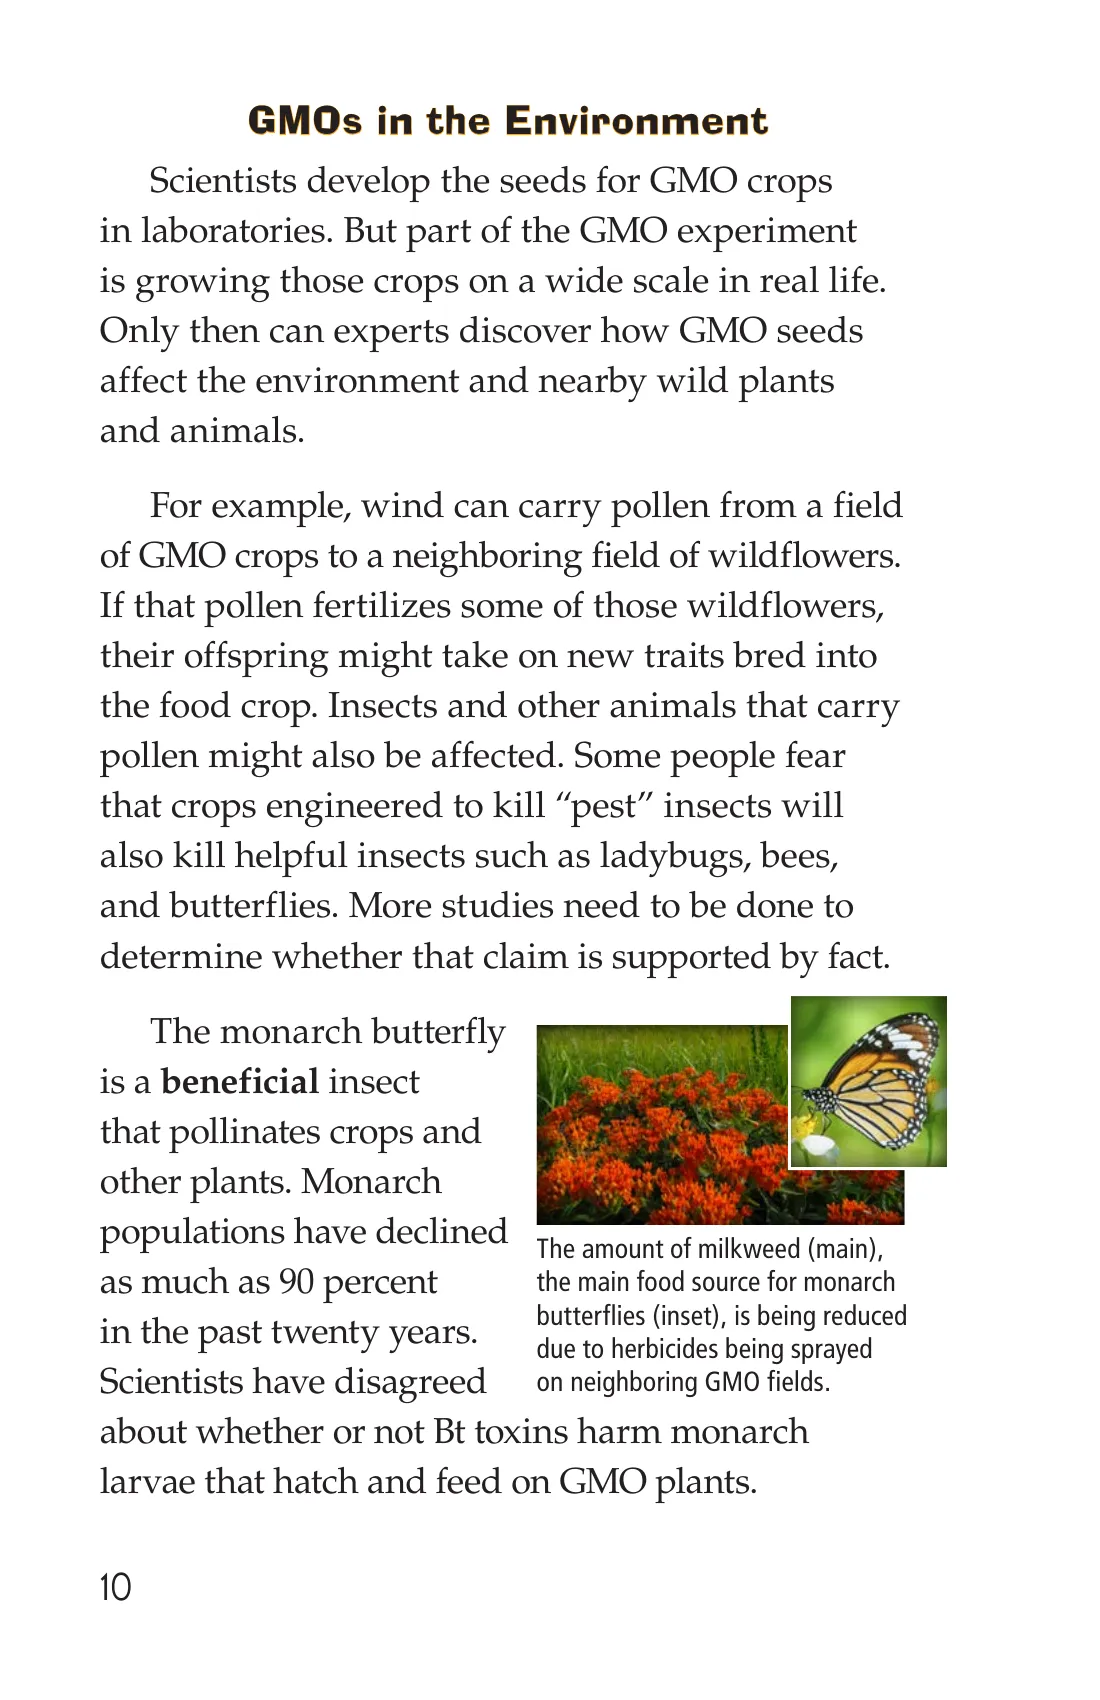 GMOs in the Environment
Scientists develop the seeds for GMO crops
in laboratories. But part of the GMO experiment
is growing those crops on a wide scale in real life.
Only then can experts discover how GMO seeds
affect the environment and nearby wild plants
and animals.
For example, wind can carry pollen from a field
of GMO crops to a neighboring field of wildflowers.
If that pollen fertilizes some of those wildflowers,
their offspring might take on new traits bred into
the food crop. Insects and other animals that carry
pollen might also be affected. Some people fear
that crops engineered to kill “pest” insects will
also kill helpful insects such as ladybugs, bees,
and butterflies. More studies need to be done to
determine whether that claim is supported by fact.
The monarch butterfly
is a beneficial insect
that pollinates crops and
other plants. Monarch
populations have declined
as much as 90 percent
in the past twenty years.
Scientists have disagreed
about whether or not Bt toxins harm monarch
larvae that hatch and feed on GMO plants.
The amount of milkweed (main),
the main food source for monarch
butterflies (inset), is being reduced
due to herbicides being sprayed
on neighboring GMO fields.
10